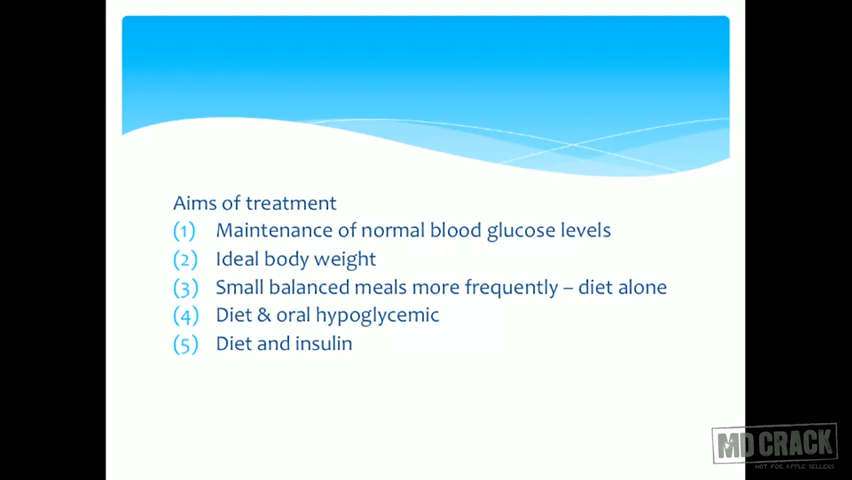 Aims of treatment
(1) Maintenance of normal blood glucose levels
(2) Ideal body weight
(3) Small balanced meals more frequently – diet alone
(4) Diet & oral hypoglycemic
(5) Diet and insulin
MD CRACK
NOT FOR APPLE SELLERS